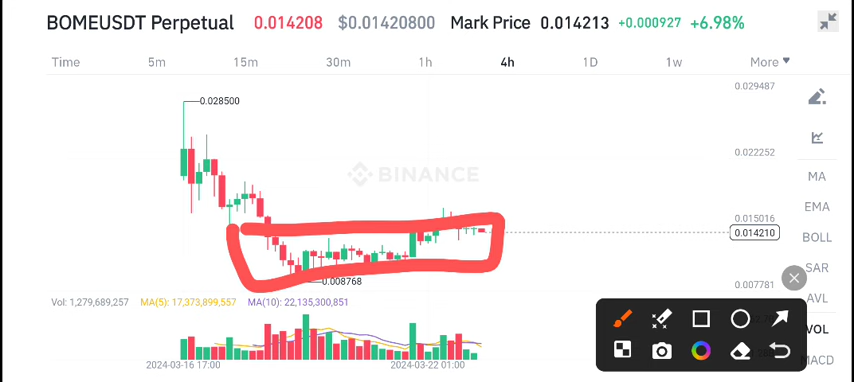 BOMEUSDT Perpetual 0.014208 $0.01420800 Mark Price 0.014213 +0.000927 +6.98%
Time 5m 15m 30m 1h 4h 1D 1w More
0.029487
0.028500
0.022252
BINANCE
MA
EMA
0.015016
0.014210
BOLL
SAR
0.008768
0.007781
AVL
Vol: 1,279,689,257 MA(5): 17,373,899,557 MA(10): 22,135,300,851
VOL
MACD
2024-03-16 17:00 2024-03-22 01:00